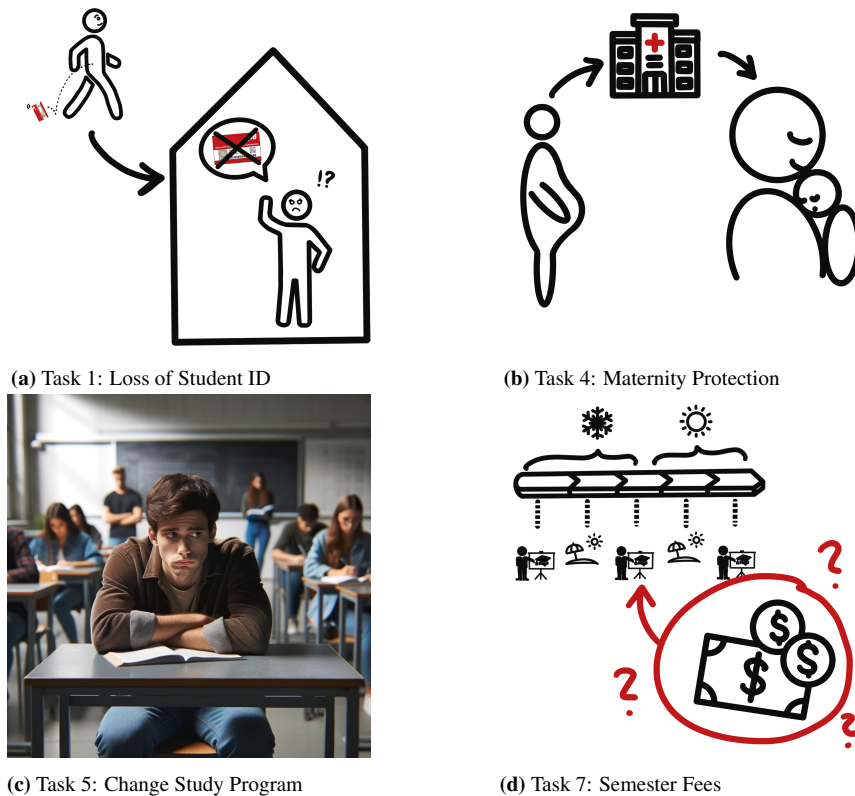 !?
(a) Task 1: Loss of Student ID
(b) Task 4: Maternity Protection
(c) Task 5: Change Study Program
?
?
?
$
$
$
(d) Task 7: Semester Fees